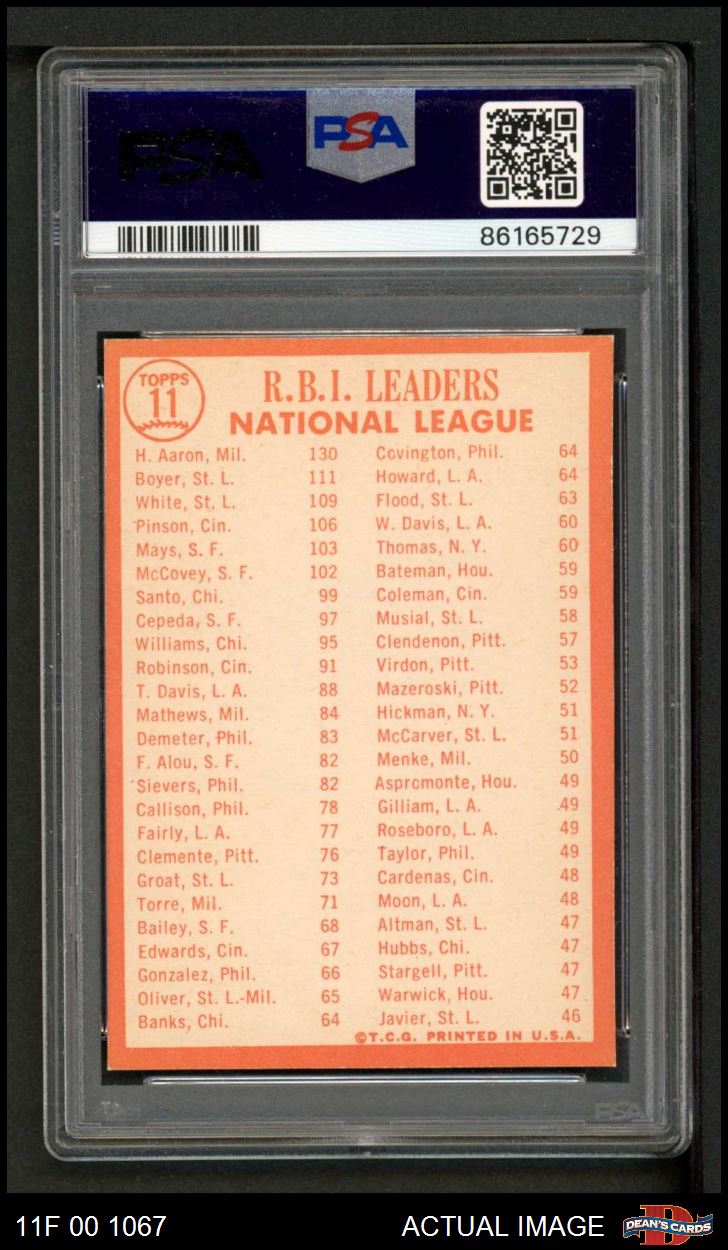 PSA
PSA
86165729
TOPPS
11
R.B.I. LEADERS
NATIONAL LEAGUE
H. Aaron, Mil. 130
Boyer, St. L. 111
White, St. L. 109
Pinson, Cin. 106
Mays, S. F. 103
McCovey, S. F. 102
Santo, Chi. 99
Cepeda, S. F. 97
Williams, Chi. 95
Robinson, Cin. 91
T. Davis, L. A. 88
Mathews, Mil. 84
Demeter, Phil. 83
F. Alou, S. F. 82
Sievers, Phil. 82
Callison, Phil. 78
Fairly, L. A. 77
Clemente, Pitt. 76
Groat, St. L. 73
Torre, Mil. 71
Bailey, S. F. 68
Edwards, Cin. 67
Gonzalez, Phil. 66
Oliver, St. L.-Mil. 65
Banks, Chi. 64
Covington, Phil. 64
Howard, L. A. 64
Flood, St. L. 63
W. Davis, L. A. 60
Thomas, N. Y. 60
Bateman, Hou. 59
Coleman, Cin. 59
Musial, St. L. 58
Clendenon, Pitt. 57
Virdon, Pitt. 53
Mazeroski, Pitt. 52
Hickman, N. Y. 51
McCarver, St. L. 51
Menke, Mil. 50
Aspromonte, Hou. 49
Gilliam, L. A. 49
Roseboro, L. A. 49
Taylor, Phil. 49
Cardenas, Cin. 48
Moon, L. A. 48
Altman, St. L. 47
Hubbs, Chi. 47
Stargell, Pitt. 47
Warwick, Hou. 47
Javier, St. L. 46
©T.C.G. PRINTED IN U.S.A.
PSA
11F 00 1067
ACTUAL IMAGE
DEAN'S CARDS